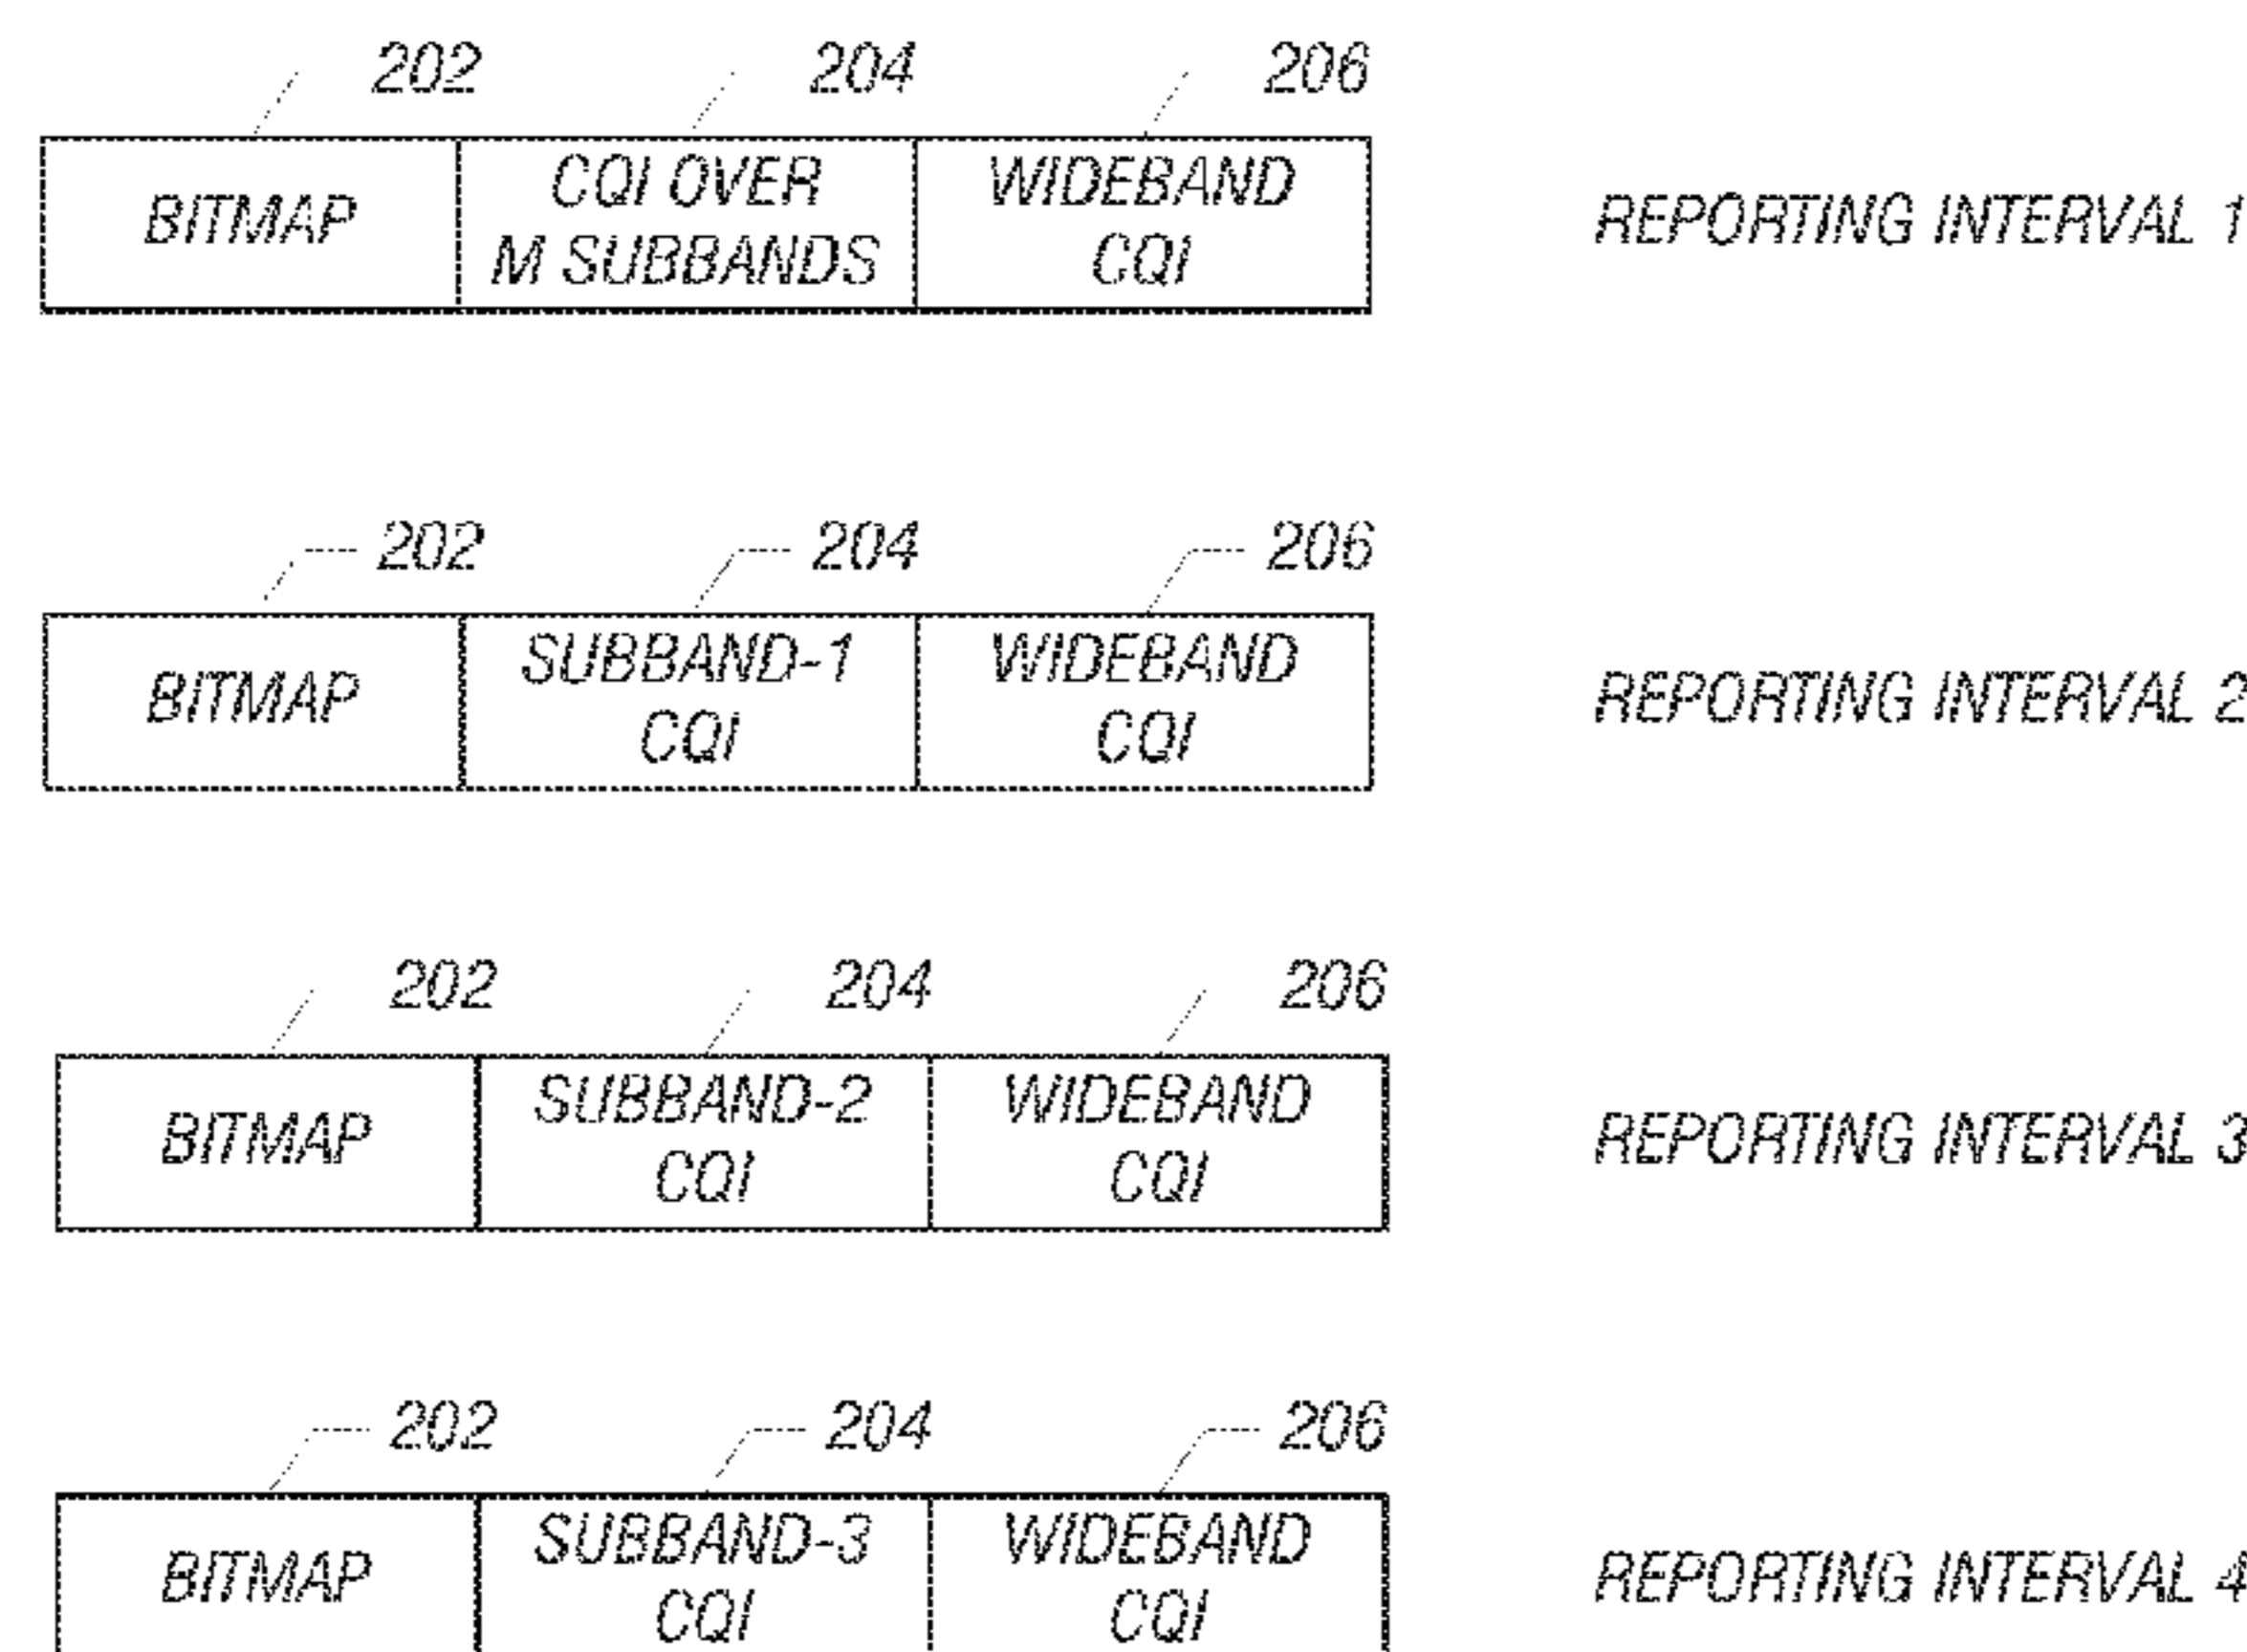 202 204 206
BITMAP
CQI OVER
M SUBBANDS
WIDEBAND
CQI
REPORTING INTERVAL 1
202 204 206
BITMAP
SUBBAND-1
CQI
WIDEBAND
CQI
REPORTING INTERVAL 2
202 204 206
BITMAP
SUBBAND-2
CQI
WIDEBAND
CQI
REPORTING INTERVAL 3
202 204 206
BITMAP
SUBBAND-3
CQI
WIDEBAND
CQI
REPORTING INTERVAL 4